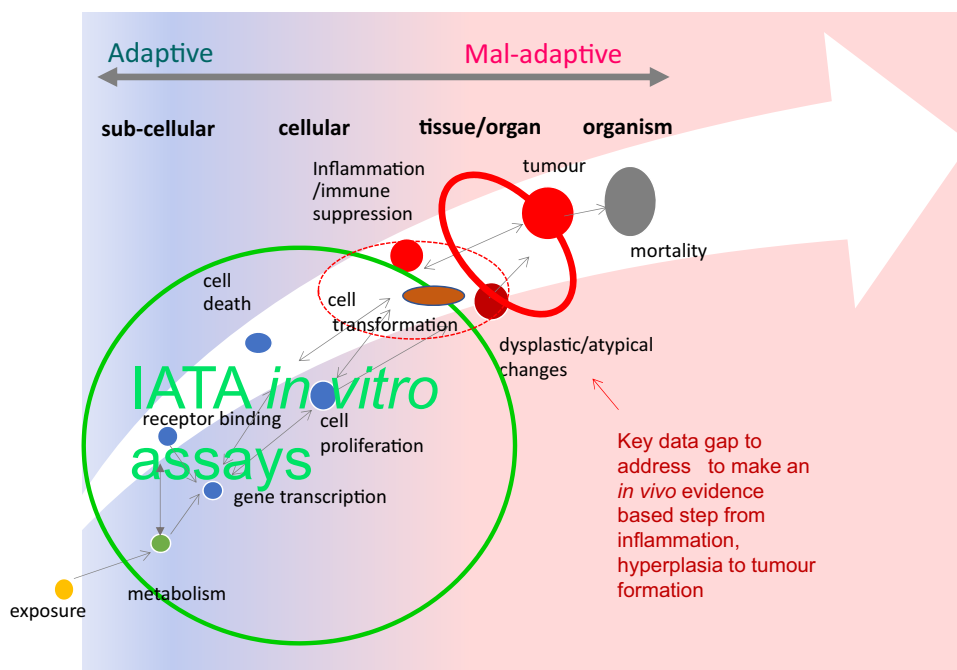 Adaptive
Mal-adaptive
sub-cellular
cellular
tissue/organ
organism
Inflammation
/immune
suppression
tumour
mortality
cell
death
cell
transformation
dysplastic/atypical
changes
IATA in vitro
assays
receptor binding
cell
proliferation
gene transcription
metabolism
exposure
Key data gap to
address to make an
in vivo evidence
based step from
inflammation,
hyperplasia to tumour
formation